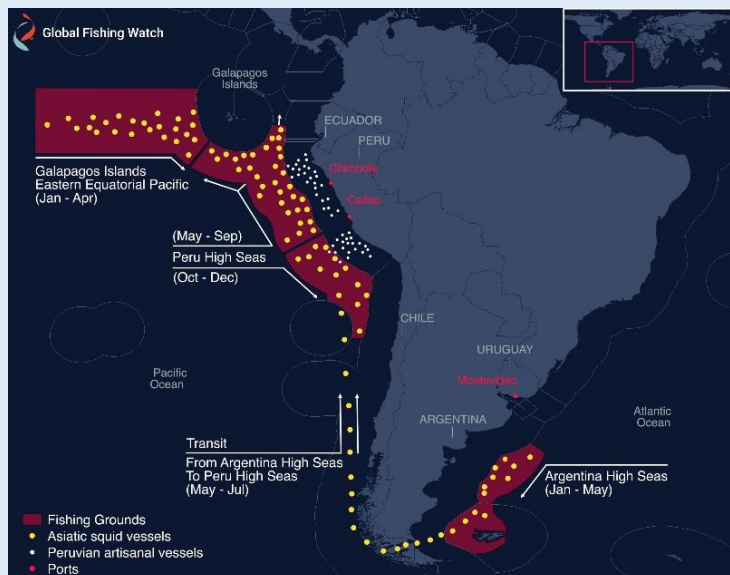 Global Fishing Watch
Galapagos
Islands
ECUADOR
PERU
Chimbote
Callao
Galapagos Islands
Eastern Equatorial Pacific
(Jan - Apr)
(May - Sep)
Peru High Seas
(Oct - Dec)
CHILE
URUGUAY
Montevideo
Pacific
Ocean
ARGENTINA
Atlantic
Ocean
Transit
From Argentina High Seas
To Peru High Seas
(May - Jul)
Argentina High Seas
(Jan - May)
Fishing Grounds
Asiatic squid vessels
Peruvian artisanal vessels
Ports